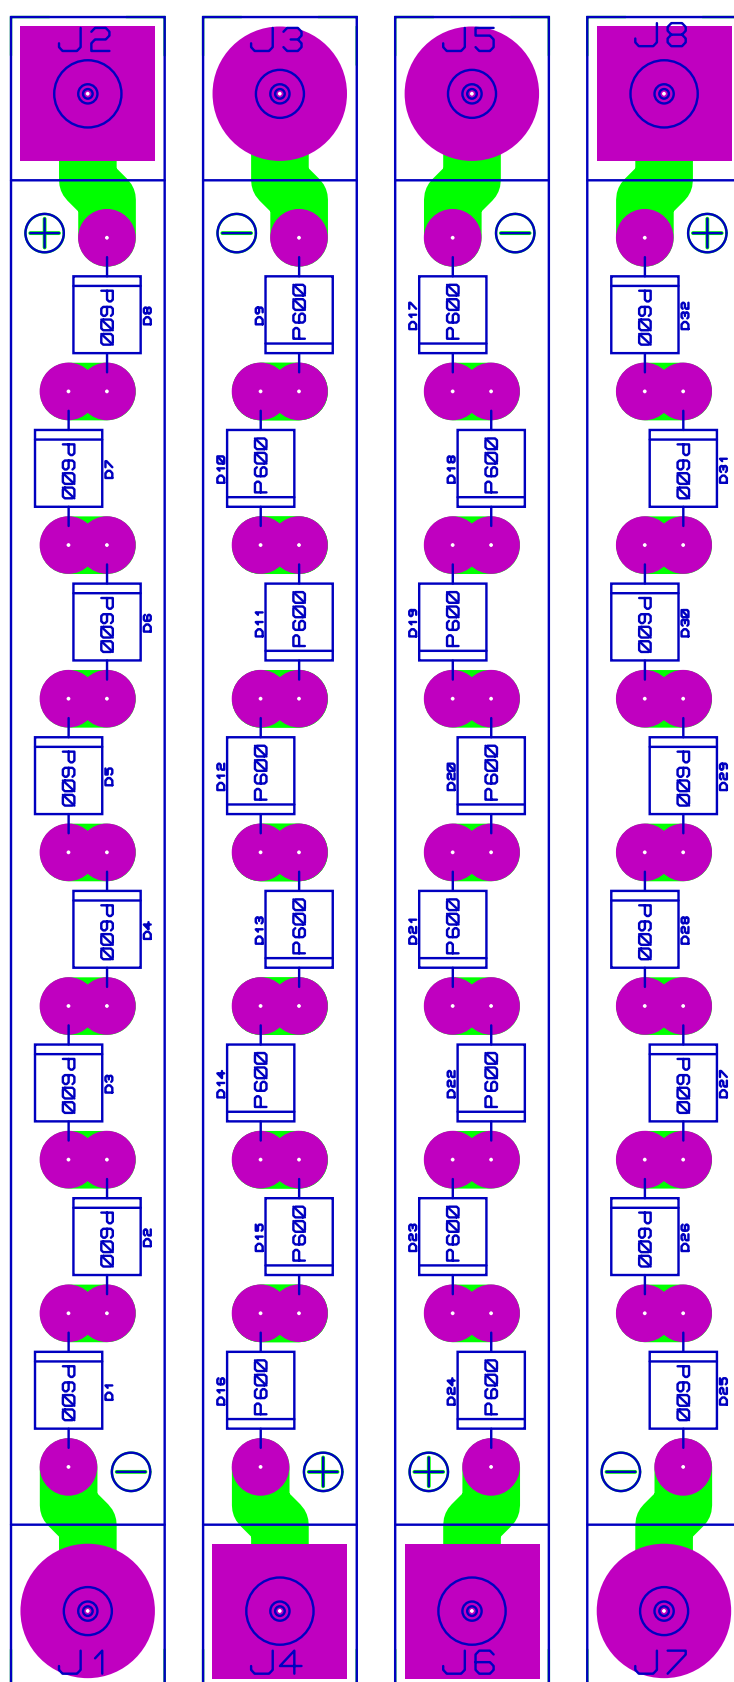 J2 J3 J5 J8
+ − − +
P600 D8 P600 D9 P600 D17 P600 D32
P600 D7 P600 D10 P600 D18 P600 D31
P600 D6 P600 D11 P600 D19 P600 D30
P600 D5 P600 D12 P600 D20 P600 D29
P600 D4 P600 D13 P600 D21 P600 D28
P600 D3 P600 D14 P600 D22 P600 D27
P600 D2 P600 D15 P600 D23 P600 D26
P600 D1 P600 D16 P600 D24 P600 D25
− + + −
J1 J4 J6 J7